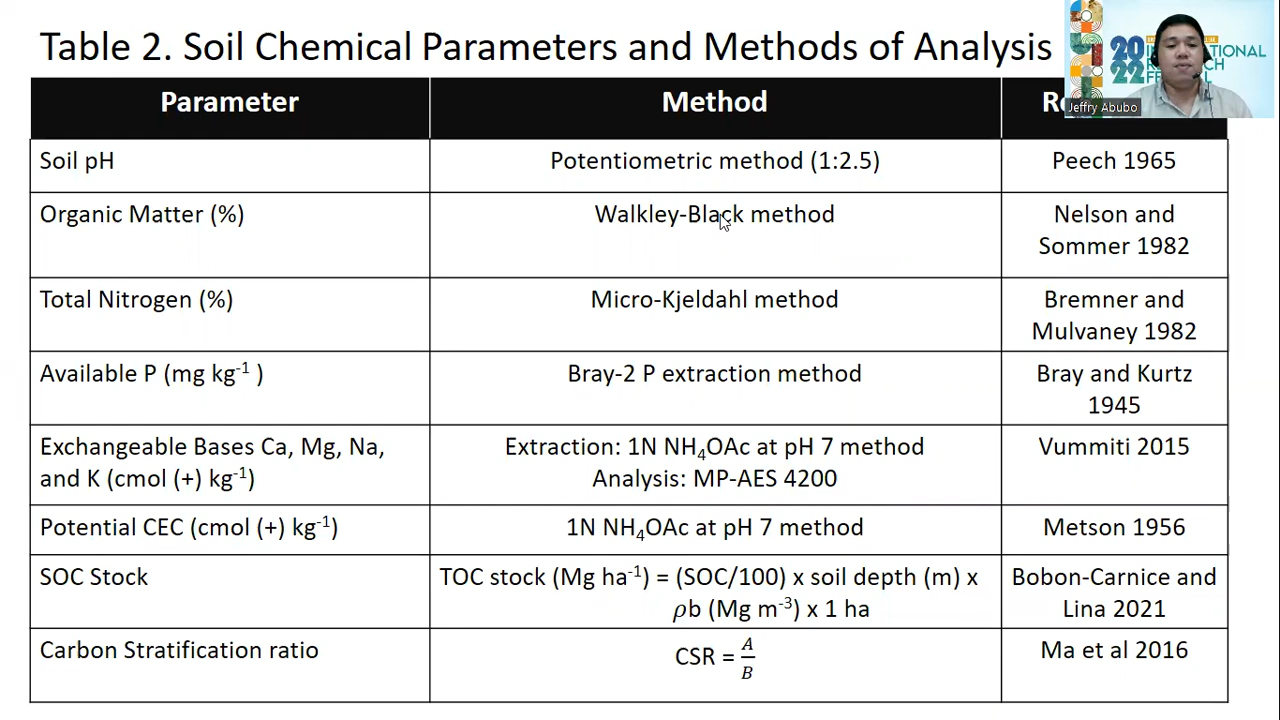 Table 2. Soil Chemical Parameters and Methods of Analysis
2022
Jeffry Abubo
Parameter Method
Soil pH Potentiometric method (1:2.5) Peech 1965
Organic Matter (%) Walkley-Black method Nelson and
Sommer 1982
Total Nitrogen (%) Micro-Kjeldahl method Bremner and
Mulvaney 1982
Available P (mg kg⁻¹ ) Bray-2 P extraction method Bray and Kurtz
1945
Exchangeable Bases Ca, Mg, Na, Extraction: 1N NH₄OAc at pH 7 method Vummiti 2015
and K (cmol (+) kg⁻¹) Analysis: MP-AES 4200
Potential CEC (cmol (+) kg⁻¹) 1N NH₄OAc at pH 7 method Metson 1956
SOC Stock TOC stock (Mg ha⁻¹) = (SOC/100) x soil depth (m) x Bobon-Carnice and
ρb (Mg m⁻³) x 1 ha Lina 2021
Carbon Stratification ratio CSR = A/B Ma et al 2016